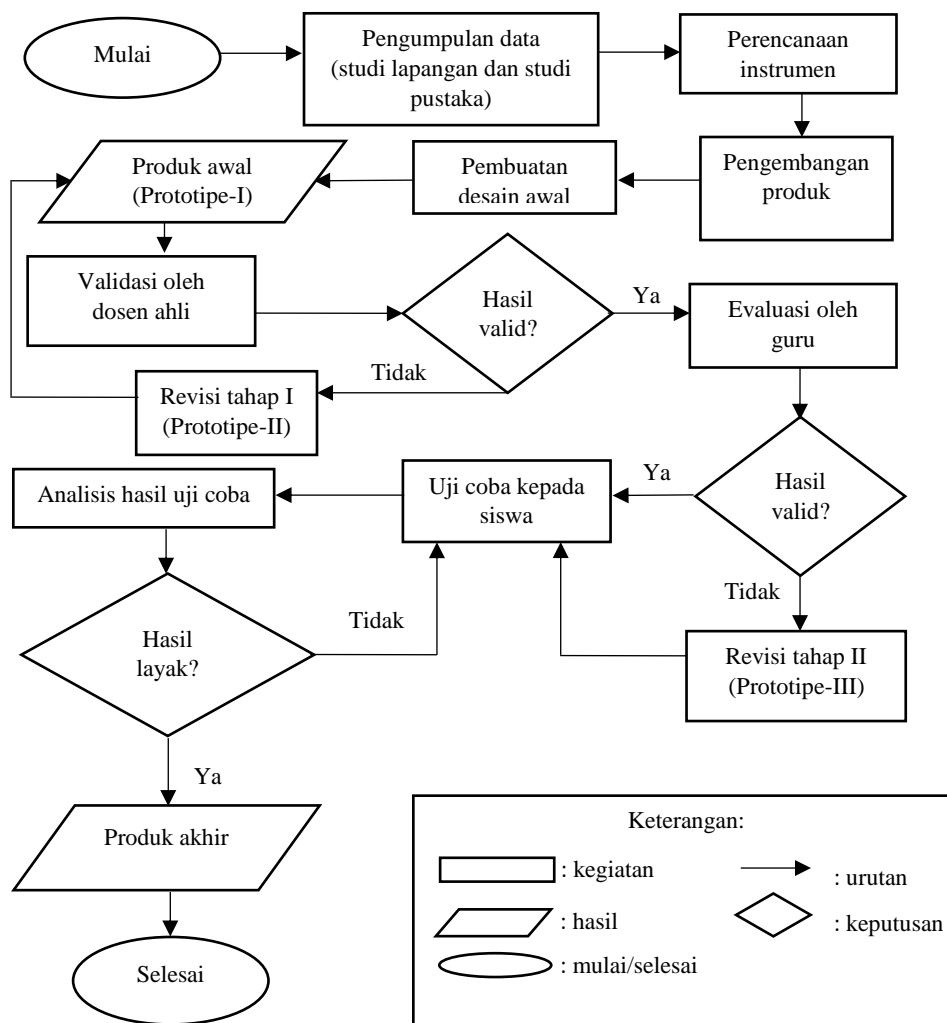 Mulai
Pengumpulan data
(studi lapangan dan studi
pustaka)
Perencanaan
instrumen
Pengembangan
produk
Pembuatan
desain awal
Produk awal
(Prototipe-I)
Validasi oleh
dosen ahli
Hasil
valid?
Ya
Evaluasi oleh
guru
Tidak
Revisi tahap I
(Prototipe-II)
Hasil
valid?
Ya
Uji coba kepada
siswa
Analisis hasil uji coba
Tidak
Revisi tahap II
(Prototipe-III)
Hasil
layak?
Tidak
Ya
Produk akhir
Selesai
Keterangan:
: kegiatan
: urutan
: hasil
: keputusan
: mulai/selesai